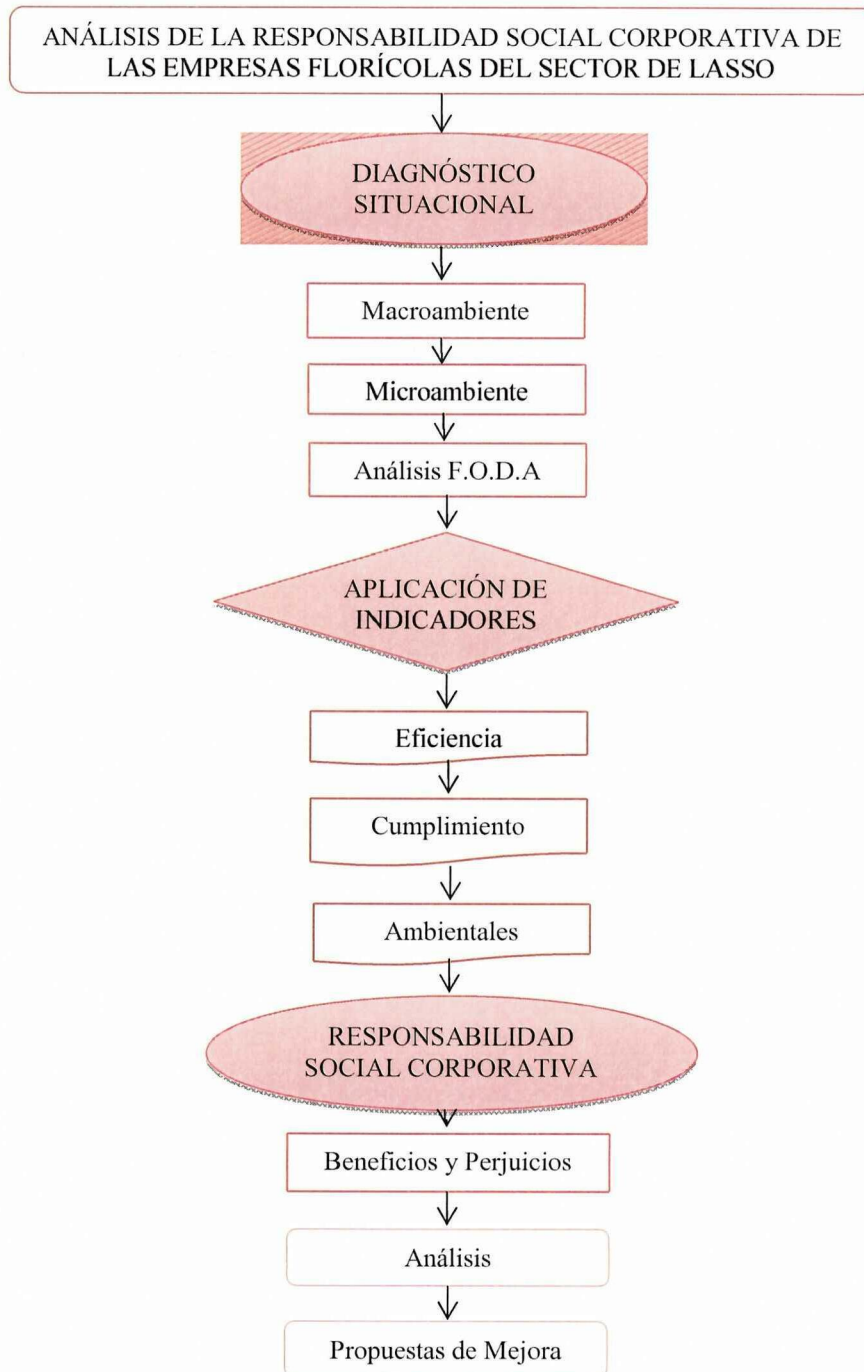 ANÁLISIS DE LA RESPONSABILIDAD SOCIAL CORPORATIVA DE
LAS EMPRESAS FLORÍCOLAS DEL SECTOR DE LASSO
DIAGNÓSTICO
SITUACIONAL
Macroambiente
Microambiente
Análisis F.O.D.A
APLICACIÓN DE
INDICADORES
Eficiencia
Cumplimiento
Ambientales
RESPONSABILIDAD
SOCIAL CORPORATIVA
Beneficios y Perjuicios
Análisis
Propuestas de Mejora